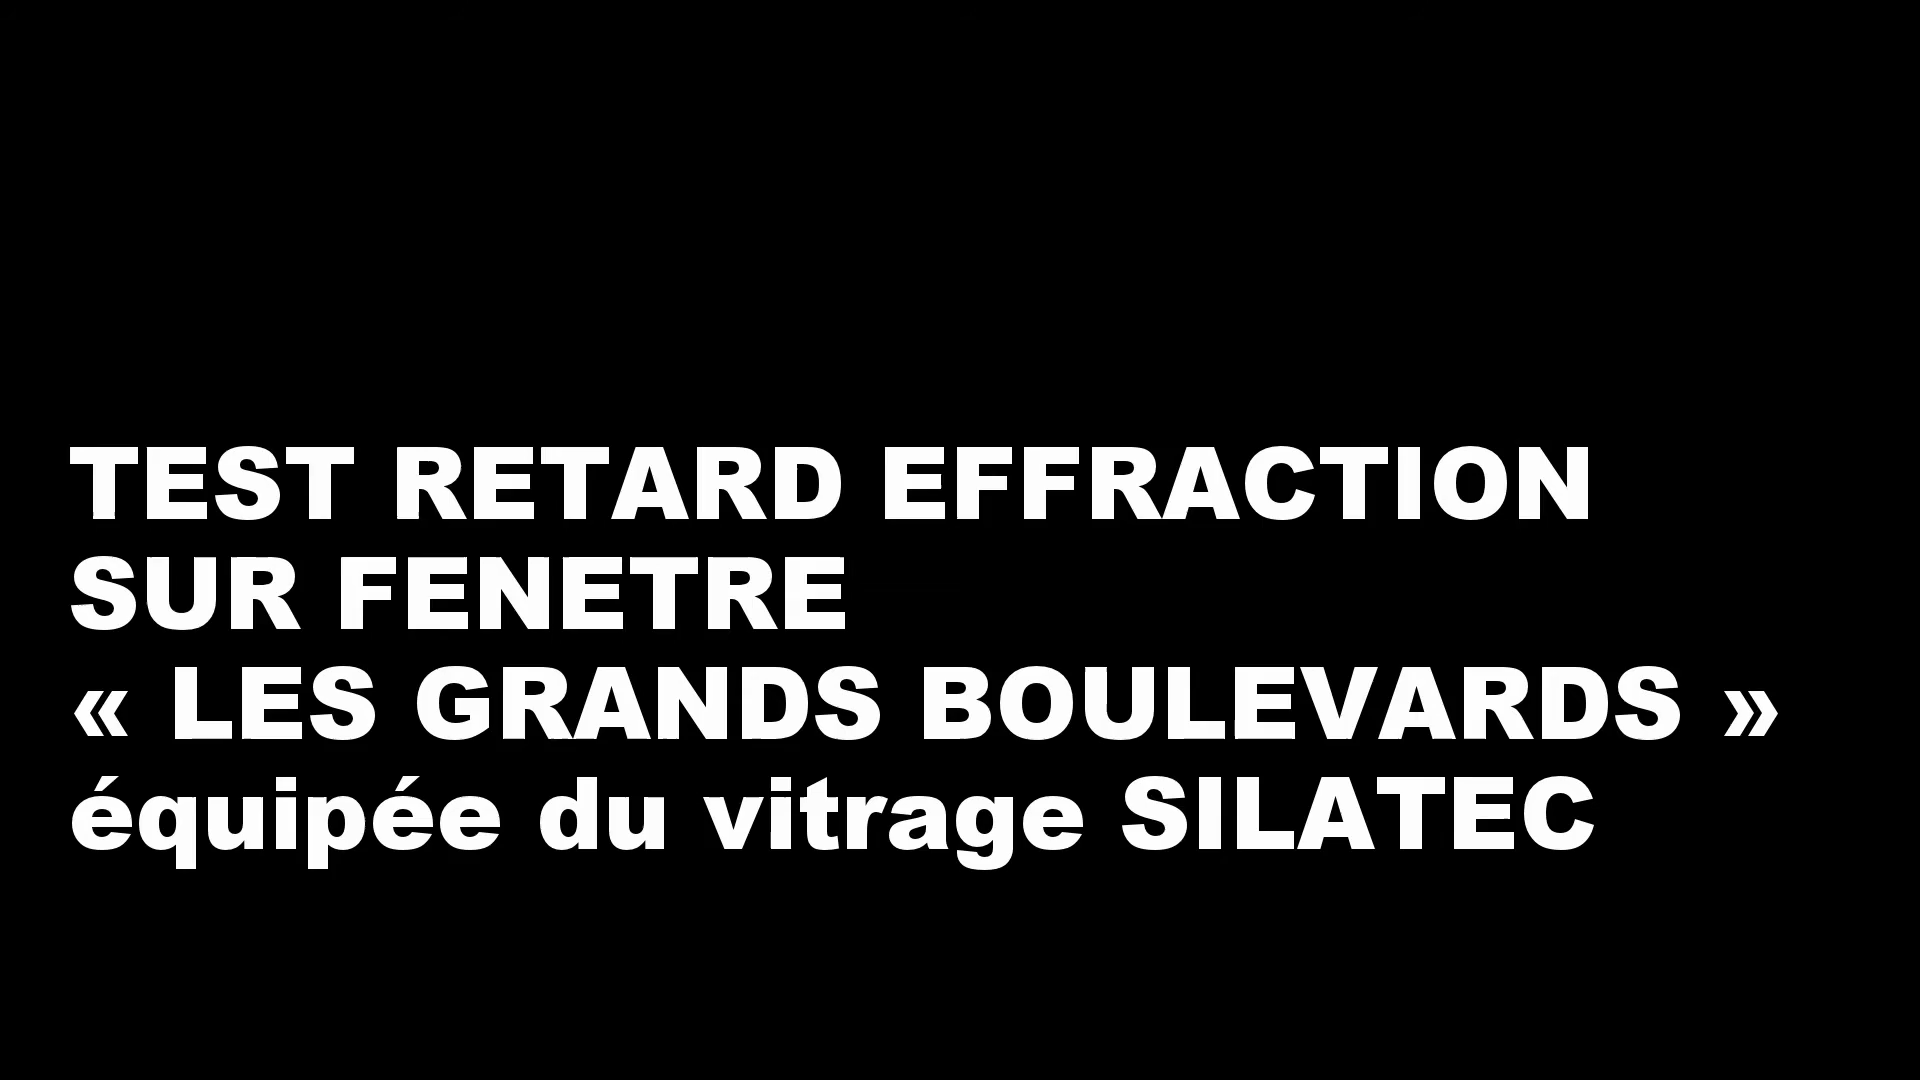 TEST RETARD EFFRACTION
SUR FENETRE
« LES GRANDS BOULEVARDS »
équipée du vitrage SILATEC